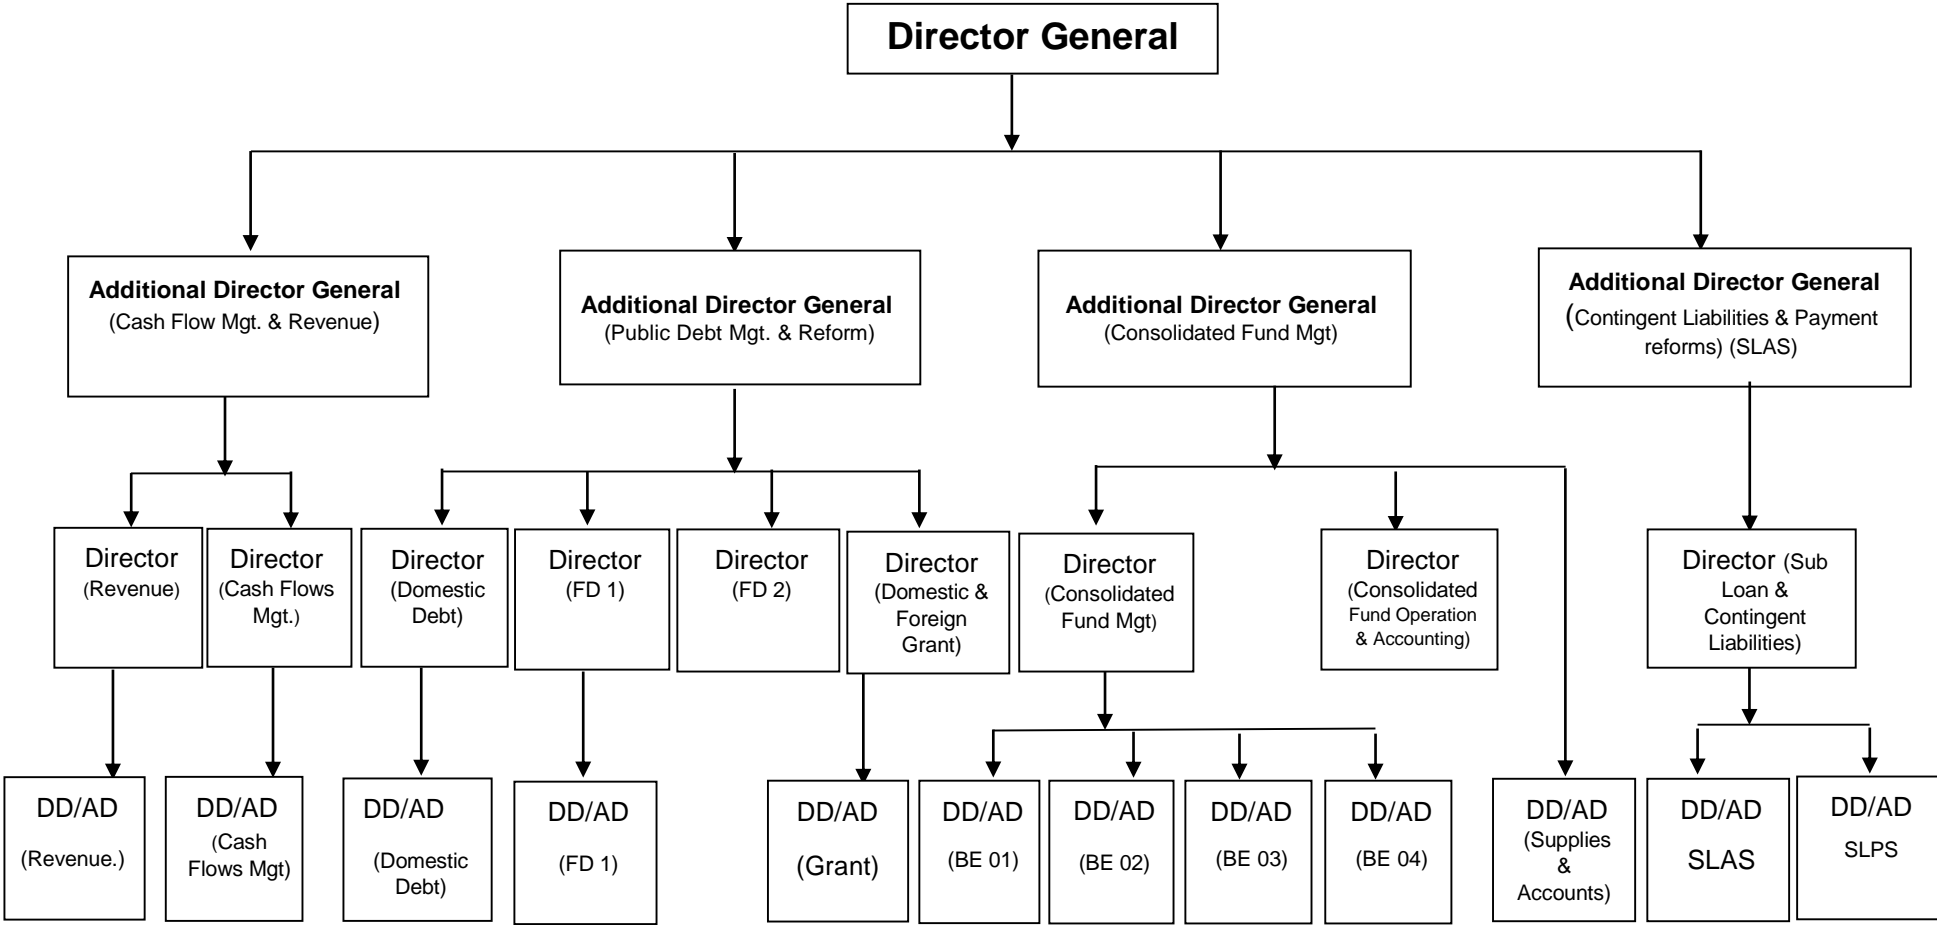 Director General
Additional Director General
(Cash Flow Mgt. & Revenue)
Additional Director General
(Public Debt Mgt. & Reform)
Additional Director General
(Consolidated Fund Mgt)
Additional Director General
(Contingent Liabilities & Payment
reforms) (SLAS)
Director
(Revenue)
Director
(Cash Flows
Mgt.)
Director
(Domestic
Debt)
Director
(FD 1)
Director
(FD 2)
Director
(Domestic &
Foreign
Grant)
Director
(Consolidated
Fund Mgt)
Director
(Consolidated
Fund Operation
& Accounting)
Director (Sub
Loan &
Contingent
Liabilities)
DD/AD
(Revenue.)
DD/AD
(Cash
Flows Mgt)
DD/AD
(Domestic
Debt)
DD/AD
(FD 1)
DD/AD
(Grant)
DD/AD
(BE 01)
DD/AD
(BE 02)
DD/AD
(BE 03)
DD/AD
(BE 04)
DD/AD
(Supplies
&
Accounts)
DD/AD
SLAS
DD/AD
SLPS